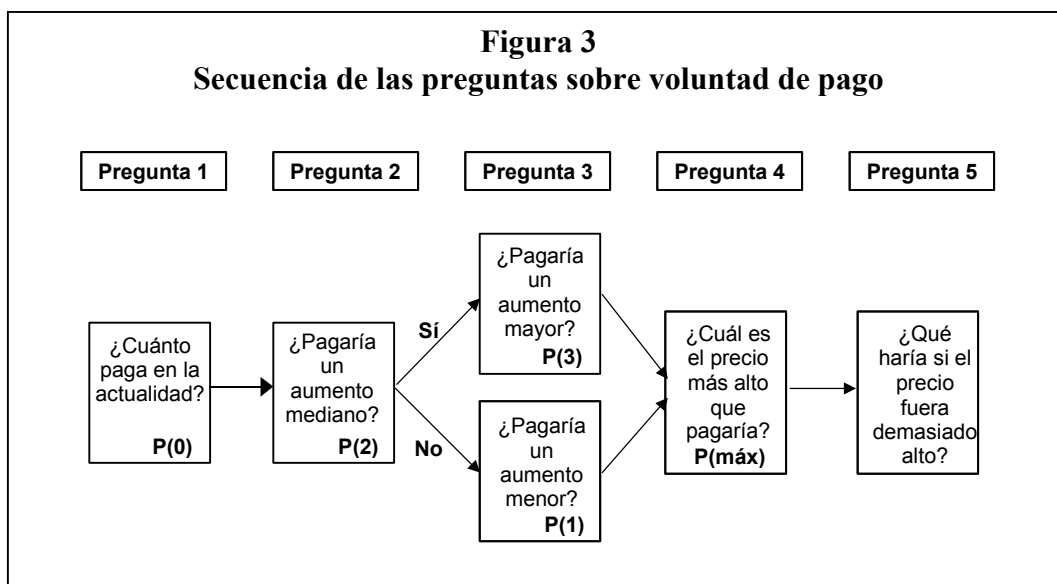 Figura 3
Secuencia de las preguntas sobre voluntad de pago
Pregunta 1
Pregunta 2
Pregunta 3
Pregunta 4
Pregunta 5
¿Cuánto
paga en la
actualidad?
P(0)
¿Pagaría
un
aumento
mediano?
P(2)
Sí
No
¿Pagaría
un
aumento
mayor?
P(3)
¿Pagaría
un
aumento
menor?
P(1)
¿Cuál es
el precio
más alto
que
pagaría?
P(máx)
¿Qué
haría si el
precio
fuera
demasiado
alto?